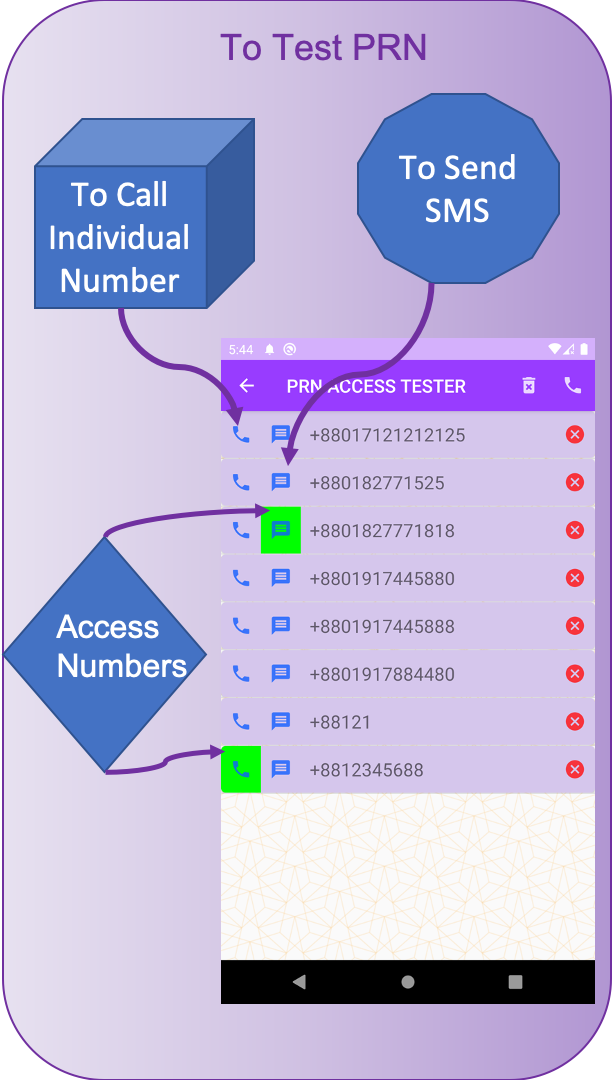 To Test PRN
To Call
Individual
Number
To Send
SMS
5:44
PRN ACCESS TESTER
+88017121212125
+880182771525
+8801827771818
+8801917445880
+8801917445888
+8801917884480
+88121
+8812345688
Access
Numbers